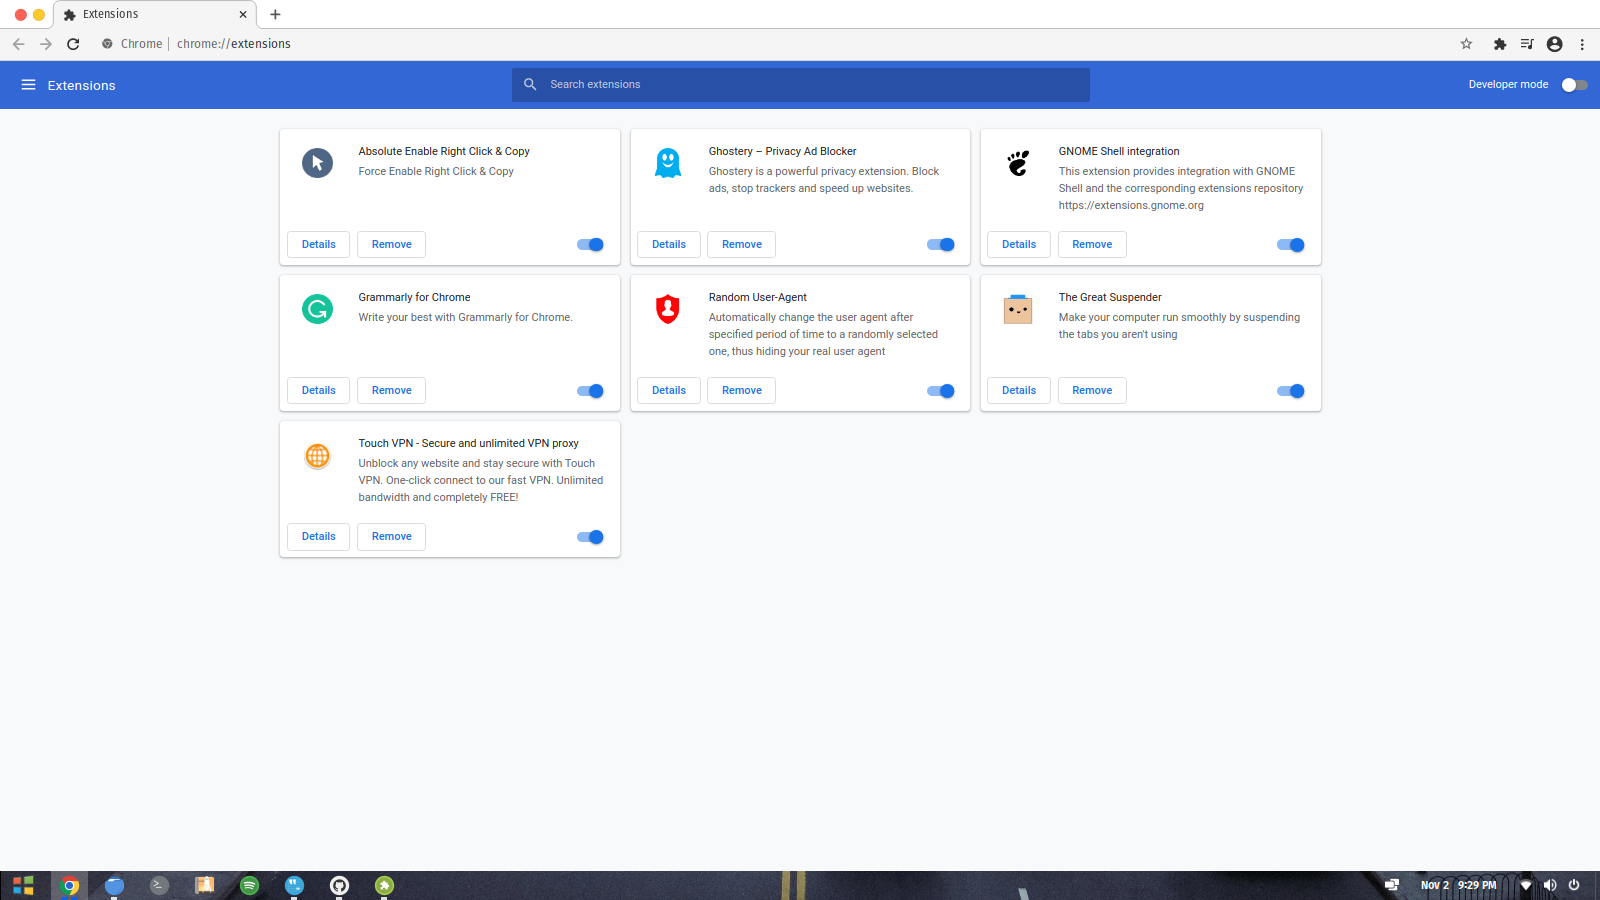 Extensions
Chrome
chrome://extensions
Extensions
Search extensions
Developer mode
Absolute Enable Right Click & Copy
Force Enable Right Click & Copy
Details
Remove
Ghostery – Privacy Ad Blocker
Ghostery is a powerful privacy extension. Block
ads, stop trackers and speed up websites.
Details
Remove
GNOME Shell integration
This extension provides integration with GNOME
Shell and the corresponding extensions repository
https://extensions.gnome.org
Details
Remove
Grammarly for Chrome
Write your best with Grammarly for Chrome.
Details
Remove
Random User-Agent
Automatically change the user agent after
specified period of time to a randomly selected
one, thus hiding your real user agent
Details
Remove
The Great Suspender
Make your computer run smoothly by suspending
the tabs you aren't using
Details
Remove
Touch VPN - Secure and unlimited VPN proxy
Unblock any website and stay secure with Touch
VPN. One-click connect to our fast VPN. Unlimited
bandwidth and completely FREE!
Details
Remove
Nov 2 9:29 PM